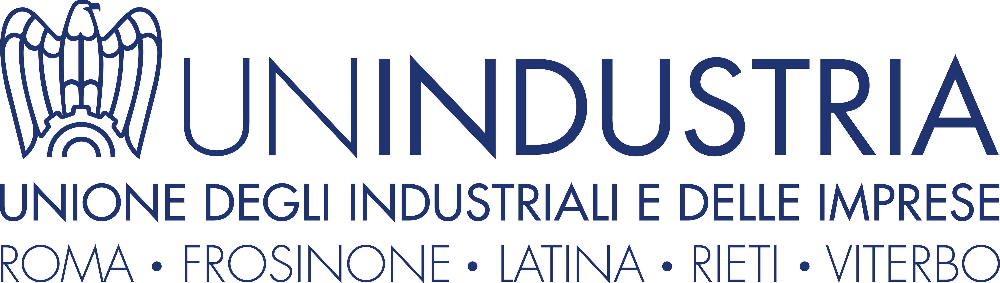 UNINDUSTRIA
UNIONE DEGLI INDUSTRIALI E DELLE IMPRESE
ROMA • FROSINONE • LATINA • RIETI • VITERBO